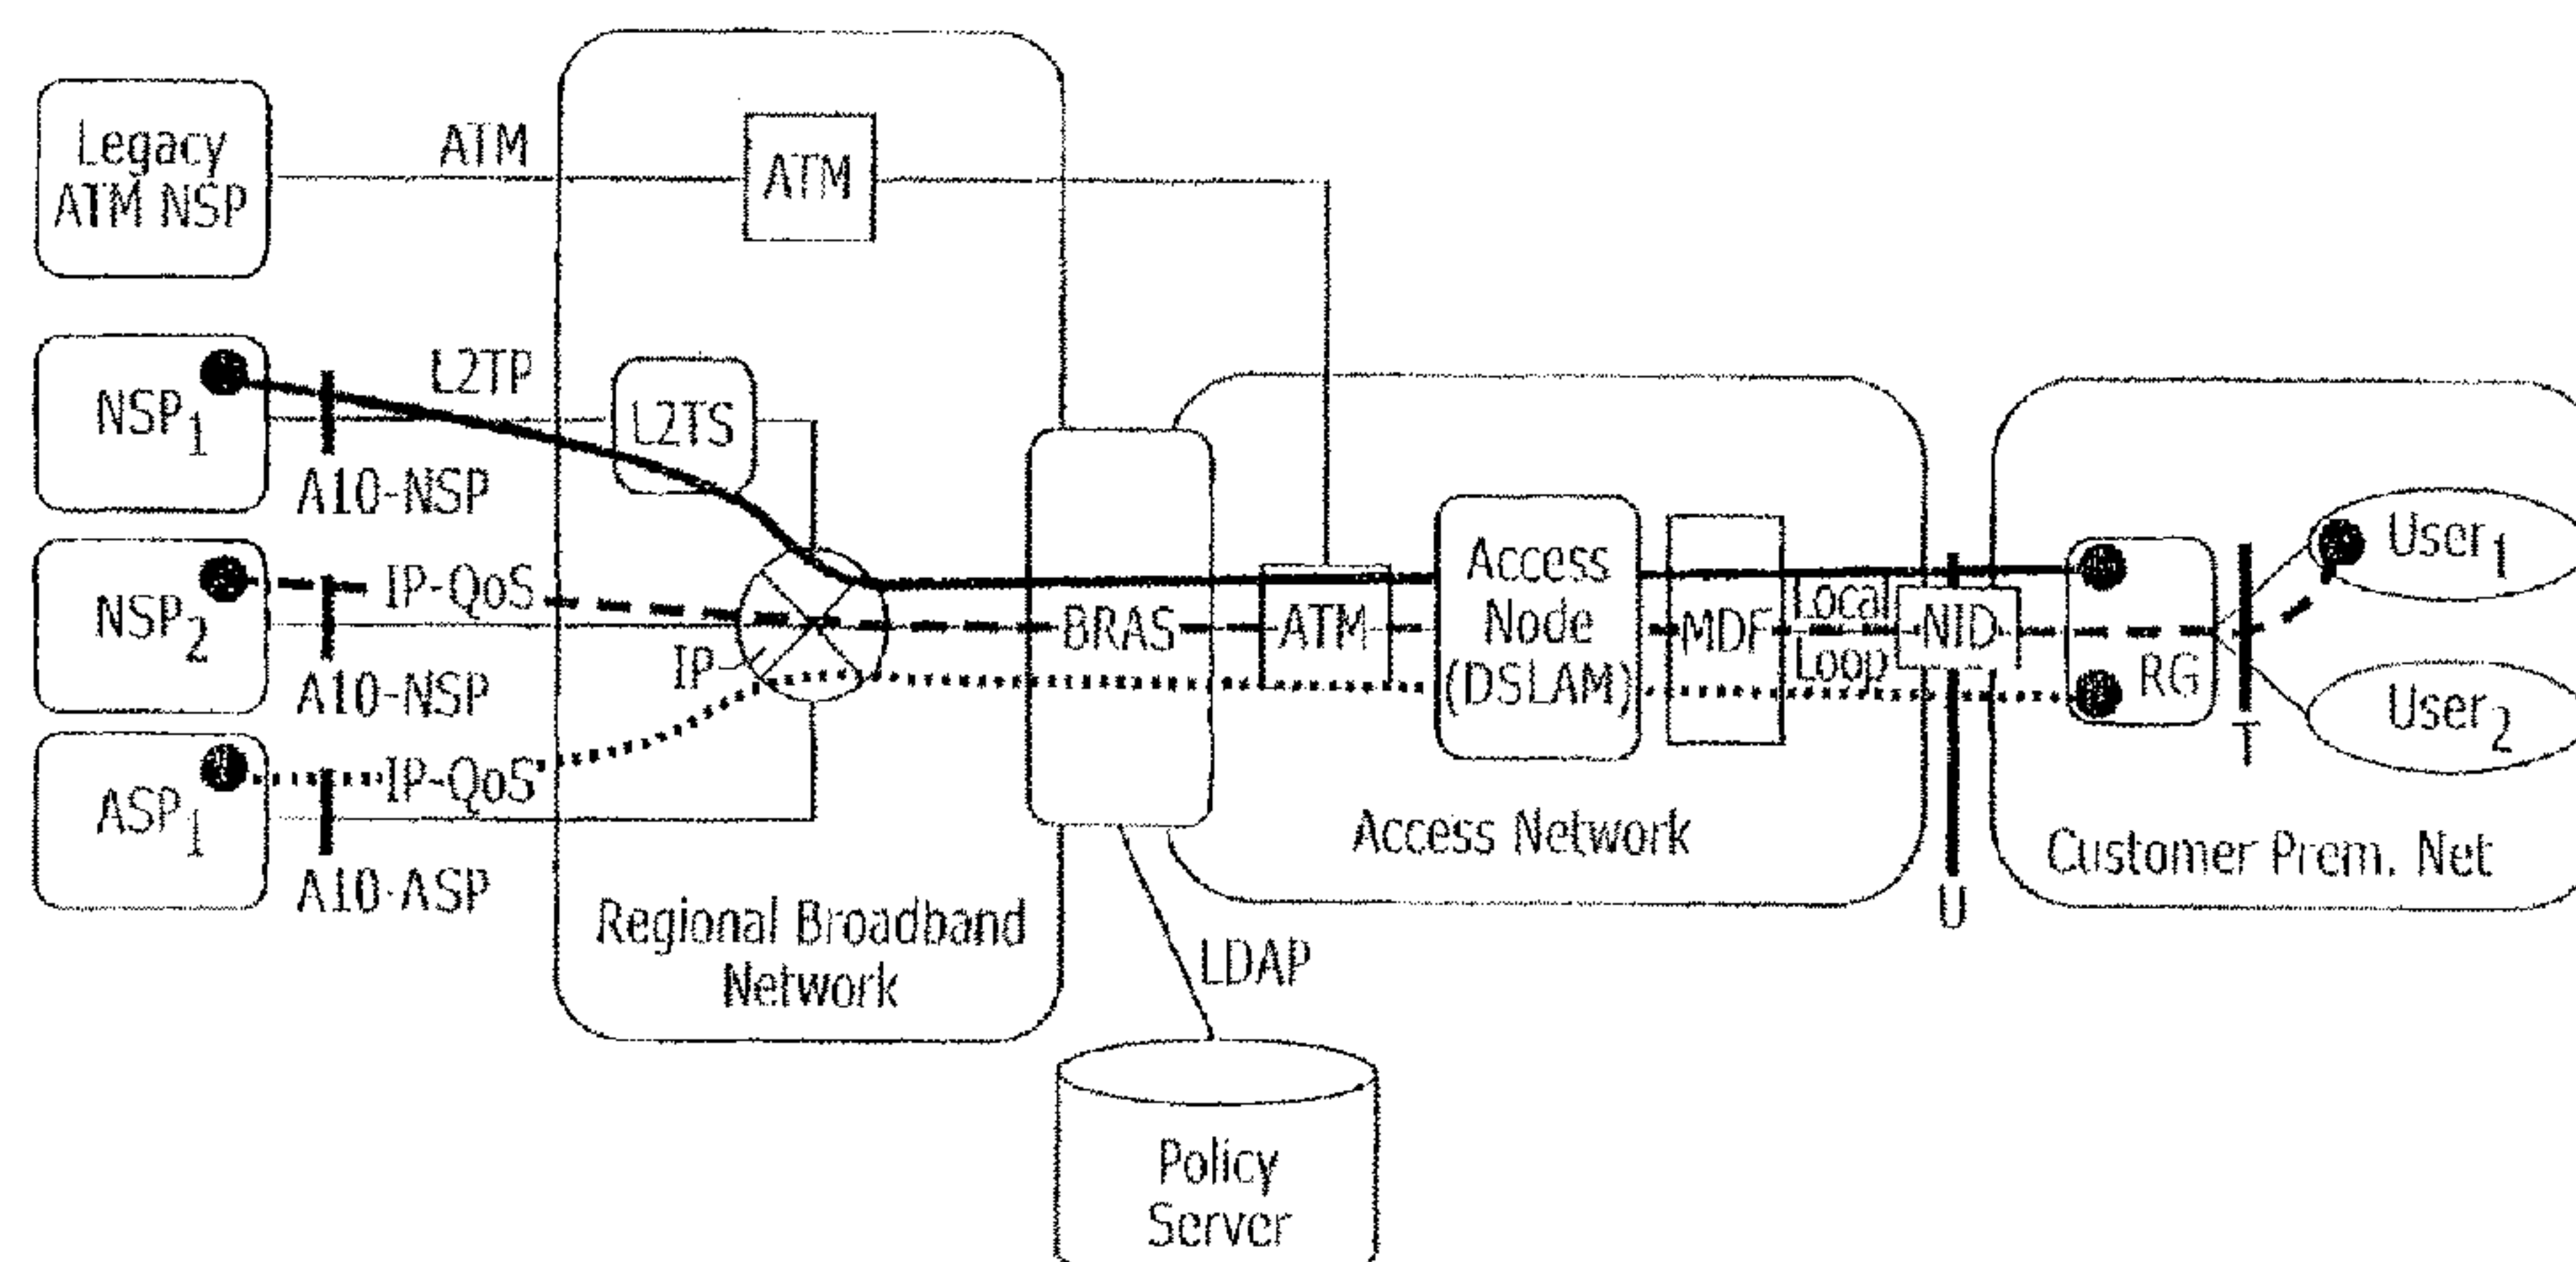 Legacy
ATM NSP
ATM
ATM
NSP1
L2TP
L2TS
A10-NSP
NSP2
IP-QoS
IP
A10-NSP
ASP1
IP-QoS
A10-ASP
Regional Broadband
Network
BRAS
ATM
Access
Node
(DSLAM)
MDF
Local
Loop
NID
Access Network
U
RG
T
User1
User2
Customer Prem. Net
LDAP
Policy
Server